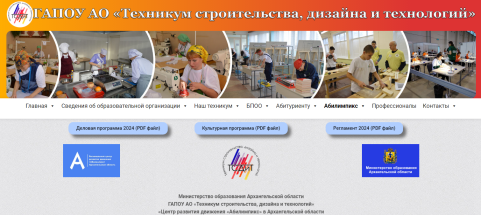 ГАПОУ АО «Техникум строительства, дизайна и технологий»
Главная Сведения об образовательной организации Наш техникум БПОО Абитуриенту Абилимпикс Профессионалы Контакты
Деловая программа 2024 (PDF файл) Культурная программа (PDF файл) Регламент 2024 (PDF файл)
ТСДиТ
Министерство образования
Архангельской области
Министерство образования Архангельской области
ГАПОУ АО «Техникум строительства, дизайна и технологий»
«Центр развития движения «Абилимпикс» в Архангельской области